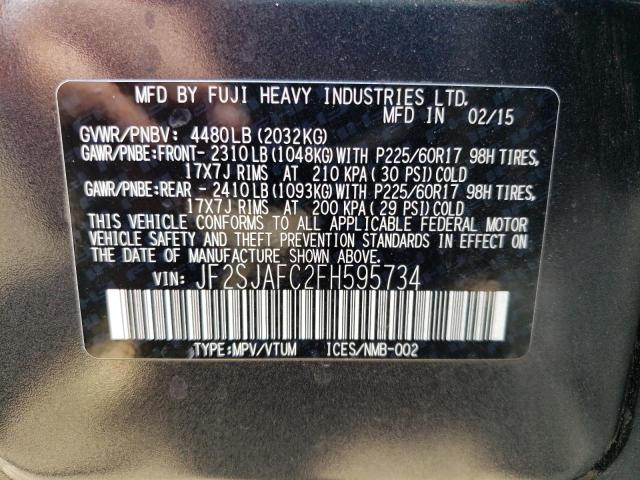 MFD BY FUJI HEAVY INDUSTRIES LTD.
MFD IN 02/15
GVWR/PNBV: 4480LB(2032KG)
GAWR/PNBE:FRONT-2310LB(1048KG)WITH P225/60R17 98H TIRES,
17X7J RIMS AT 210 KPA(30 PSI)COLD
GAWR/PNBE:REAR -2410LB(1093KG)WITH P225/60R17 98H TIRES,
17X7J RIMS AT 200 KPA(29 PSI)COLD
THIS VEHICLE CONFORMS TO ALL APPLICABLE FEDERAL MOTOR
VEHICLE SAFETY AND THEFT PREVENTION STANDARDS IN EFFECT ON
THE DATE OF MANUFACTURE SHOWN ABOVE.
VIN: JF2SJAFC2FH595734
TYPE:MPV/VTUM ICES/NMB-002